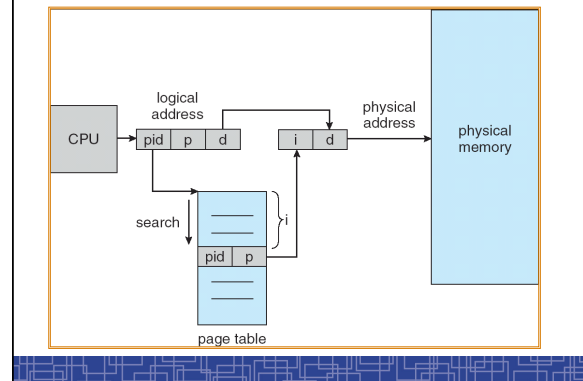 logical
address
physical
address
CPU
pid p d
i d
physical
memory
search
i
pid p
page table